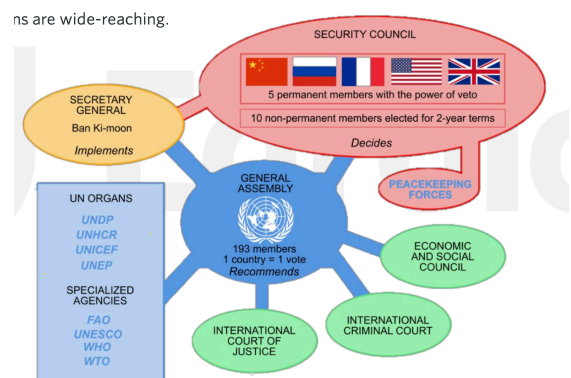 ns are wide-reaching.
SECURITY COUNCIL
5 permanent members with the power of veto
10 non-permanent members elected for 2-year terms
Decides
SECRETARY
GENERAL
Ban Ki-moon
Implements
PEACEKEEPING
FORCES
GENERAL
ASSEMBLY
193 members
1 country = 1 vote
Recommends
UN ORGANS
UNDP
UNHCR
UNICEF
UNEP
SPECIALIZED
AGENCIES
FAO
UNESCO
WHO
WTO
ECONOMIC
AND SOCIAL
COUNCIL
INTERNATIONAL
CRIMINAL COURT
INTERNATIONAL
COURT OF
JUSTICE